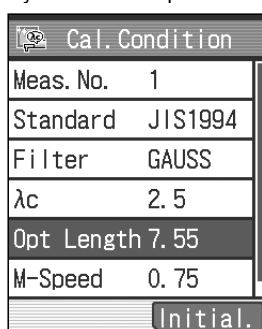 Cal.Condition
Meas.No. 1
Standard JIS1994
Filter GAUSS
λc 2.5
Opt Length 7.55
M-Speed 0.75
Initial.